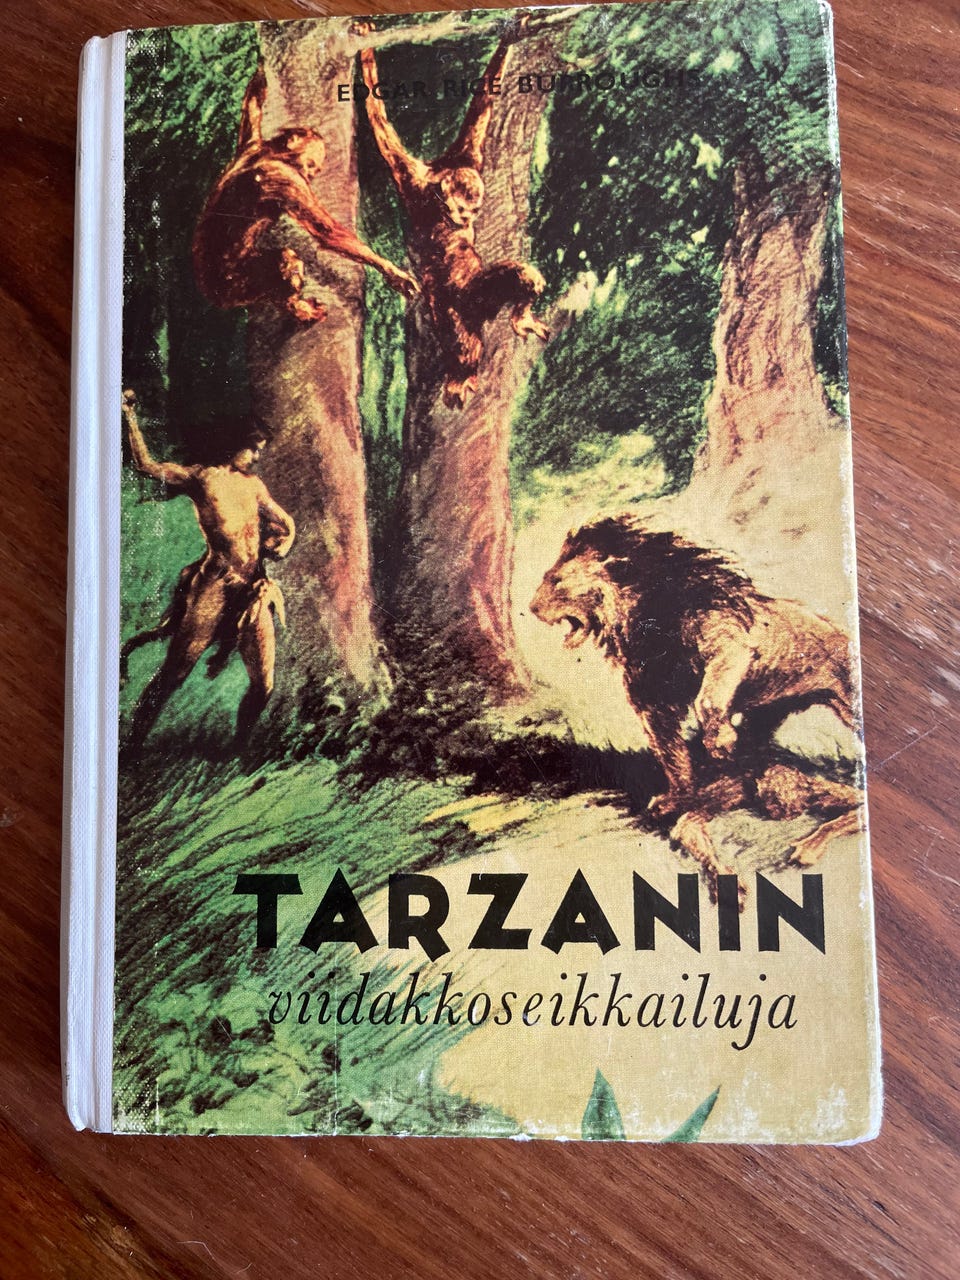 EDGAR RICE BURROUGHS
TARZANIN
viidakkoseikkailuja